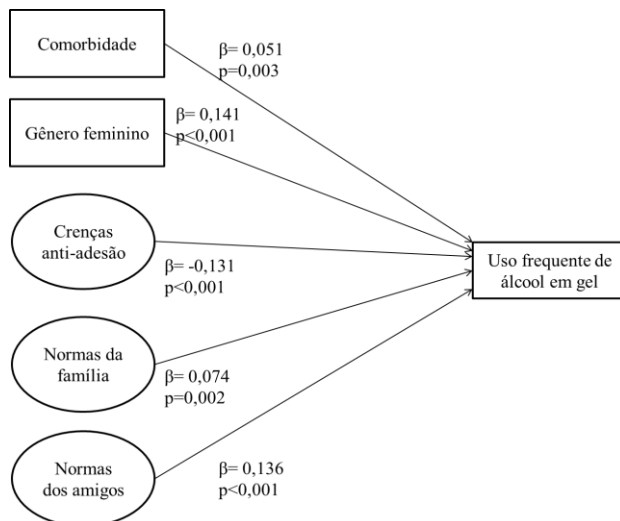 Comorbidade
β= 0,051
p=0,003
Gênero feminino
β= 0,141
p<0,001
Crenças
anti-adesão
β= -0,131
p<0,001
Uso frequente de
álcool em gel
Normas da
família
β= 0,074
p=0,002
Normas
dos amigos
β= 0,136
p<0,001